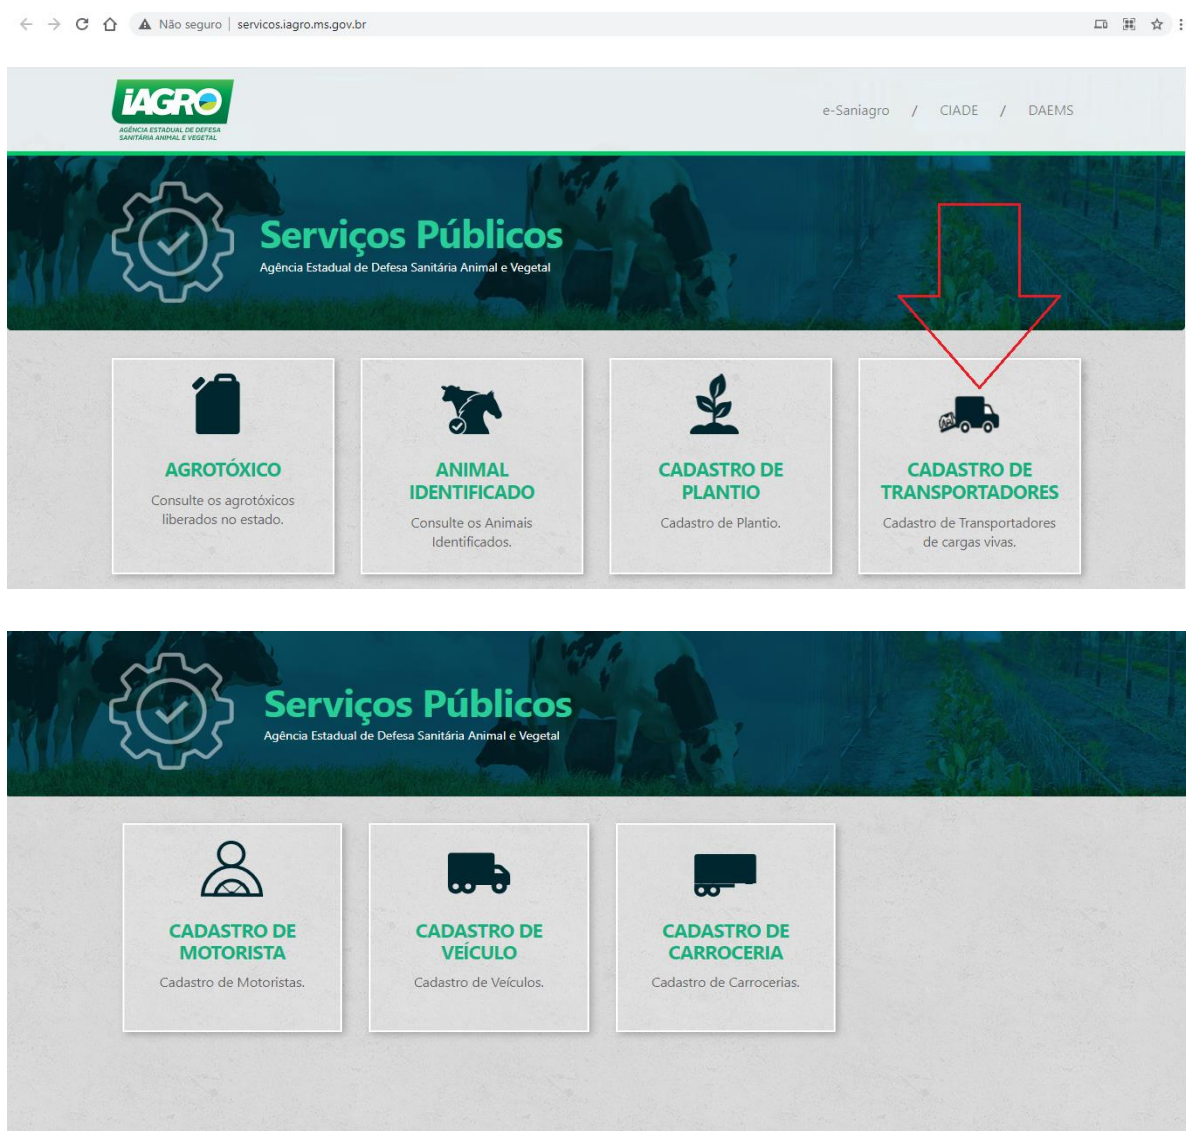 Não seguro | servicos.iagro.ms.gov.br
iAGRO
AGÊNCIA ESTADUAL DE DEFESA
SANITÁRIA ANIMAL E VEGETAL
e-Saniagro / CIADE / DAEMS
Serviços Públicos
Agência Estadual de Defesa Sanitária Animal e Vegetal
AGROTÓXICO
Consulte os agrotóxicos
liberados no estado.
ANIMAL
IDENTIFICADO
Consulte os Animais
Identificados.
CADASTRO DE
PLANTIO
Cadastro de Plantio.
CADASTRO DE
TRANSPORTADORES
Cadastro de Transportadores
de cargas vivas.
Serviços Públicos
Agência Estadual de Defesa Sanitária Animal e Vegetal
CADASTRO DE
MOTORISTA
Cadastro de Motoristas.
CADASTRO DE
VEÍCULO
Cadastro de Veículos.
CADASTRO DE
CARROCERIA
Cadastro de Carrocerias.